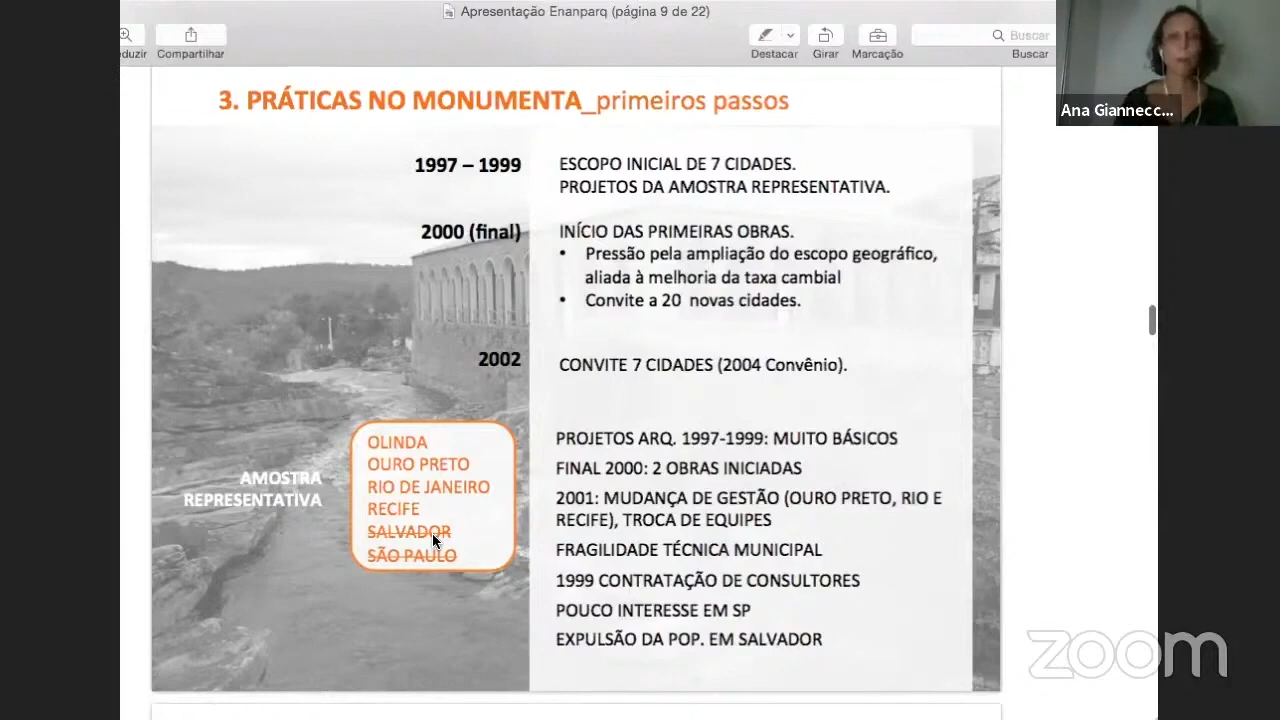 Apresentação Enanparq (página 9 de 22)
Compartilhar
Destacar
Girar
Marcação
Buscar
Buscar
Ana Giannecc...
3. PRÁTICAS NO MONUMENTA_primeiros passos
1997 – 1999
ESCOPO INICIAL DE 7 CIDADES.
PROJETOS DA AMOSTRA REPRESENTATIVA.
2000 (final)
INÍCIO DAS PRIMEIRAS OBRAS.
• Pressão pela ampliação do escopo geográfico,
aliada à melhoria da taxa cambial
• Convite a 20 novas cidades.
2002
CONVITE 7 CIDADES (2004 Convênio).
AMOSTRA
REPRESENTATIVA
OLINDA
OURO PRETO
RIO DE JANEIRO
RECIFE
SALVADOR
SÃO PAULO
PROJETOS ARQ. 1997-1999: MUITO BÁSICOS
FINAL 2000: 2 OBRAS INICIADAS
2001: MUDANÇA DE GESTÃO (OURO PRETO, RIO E
RECIFE), TROCA DE EQUIPES
FRAGILIDADE TÉCNICA MUNICIPAL
1999 CONTRATAÇÃO DE CONSULTORES
POUCO INTERESSE EM SP
EXPULSÃO DA POP. EM SALVADOR
zoom